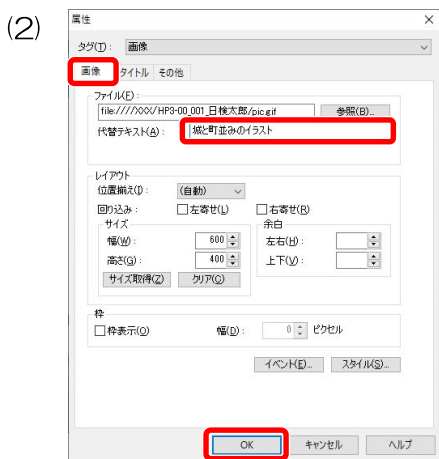 (2)
属性
タグ(T): 画像
画像 タイトル その他
ファイル(F):
file:////XXX/HP3-00_001_日検太郎/pic.gif 参照(B)...
代替テキスト(A): 城と町並みのイラスト
レイアウト
位置揃え(I): (自動)
回り込み: 左寄せ(L) 右寄せ(R)
サイズ 余白
幅(W): 600 左右(H):
高さ(G): 400 上下(V):
サイズ取得(Z) クリア(C)
枠
枠表示(O) 幅(D): 0 ピクセル
イベント(E)... スタイル(S)...
OK キャンセル ヘルプ